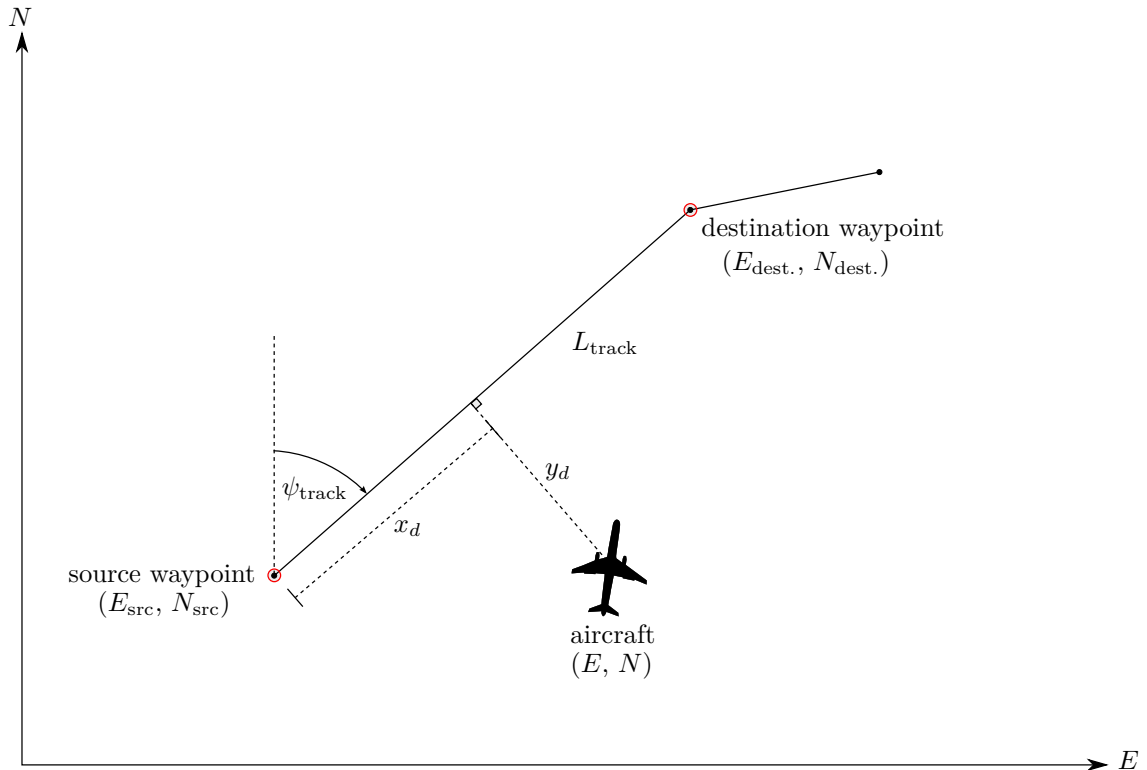 N
destination waypoint
(E_dest., N_dest.)
L_track
y_d
ψ_track
x_d
source waypoint
(E_src, N_src)
aircraft
(E, N)
E